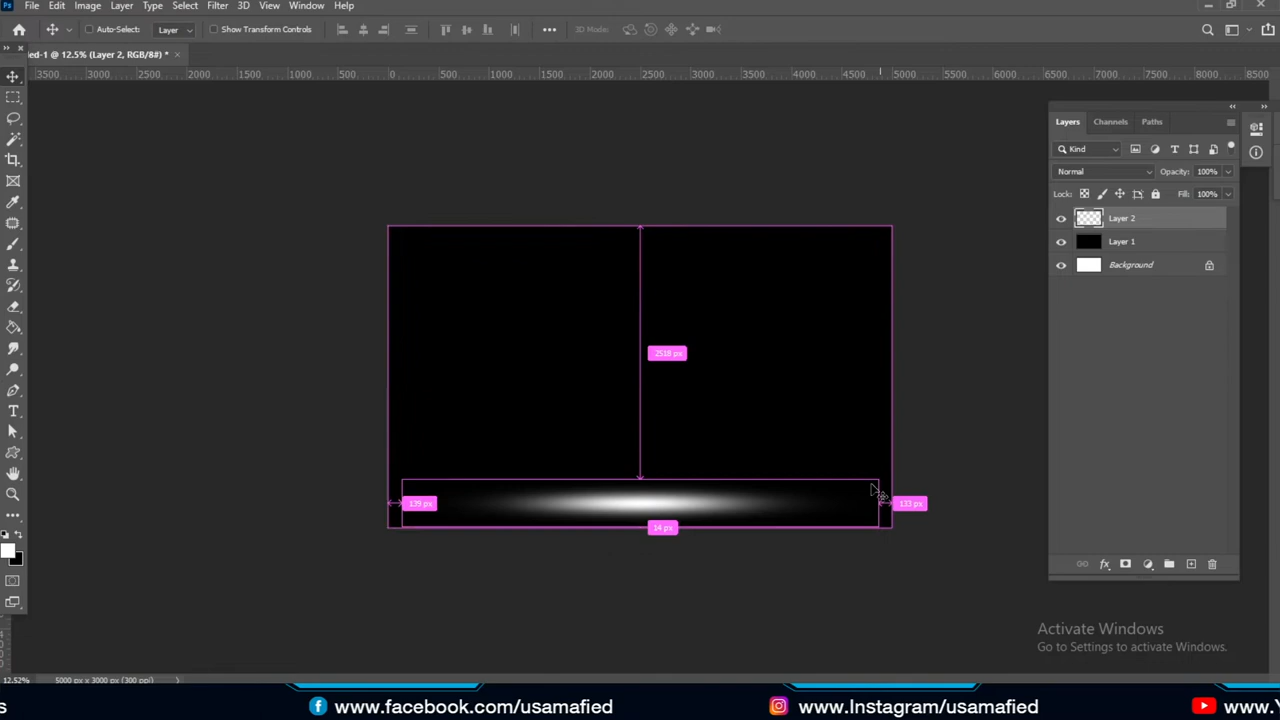 Ps File Edit Image Layer Type Select Filter 3D View Window Help
Auto-Select: Layer Show Transform Controls 3D Mode:
ed-1 @ 12.5% (Layer 2, RGB/8#) * ×
3500 3000 2500 2000 1500 1000 500 0 500 1000 1500 2000 2500 3000 3500 4000 4500 5000 5500 6000 6500 7000 7500 8000 8500
Layers Channels Paths
Kind
Normal Opacity: 100%
Lock: Fill: 100%
Layer 2
Layer 1
Background
2518 px
139 px
133 px
14 px
Activate Windows
Go to Settings to activate Windows.
12.52% 5000 px x 3000 px (300 ppi)
s www.facebook.com/usamafied www.Instagram/usamafied www.Y